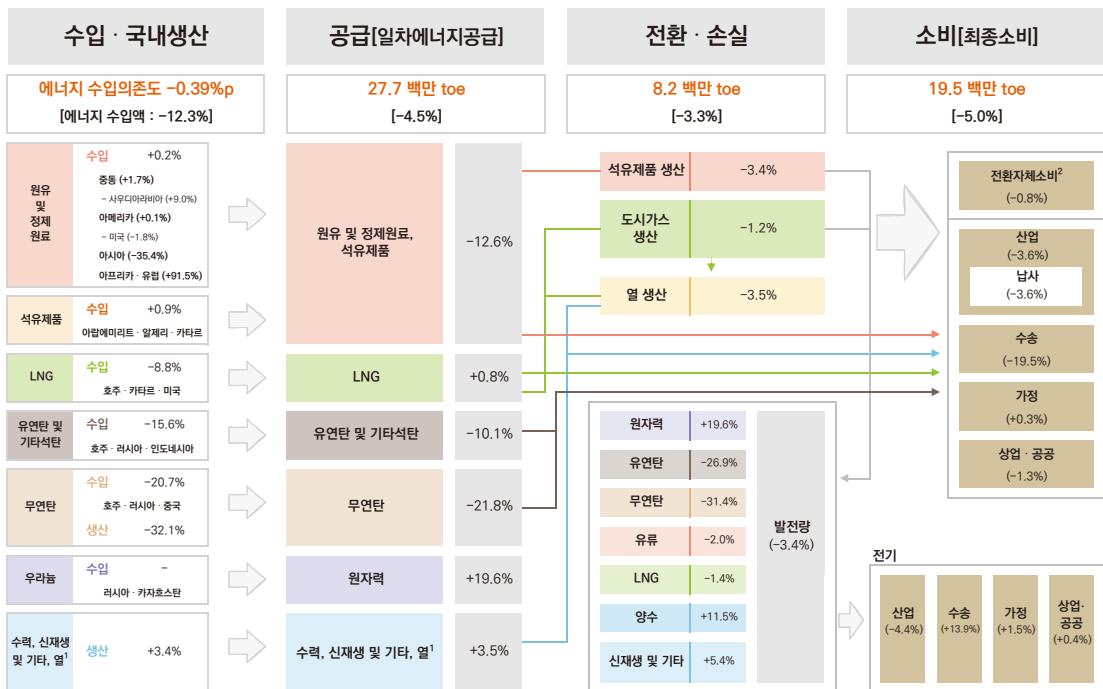 수입 · 국내생산
에너지 수입의존도 -0.39%p
[에너지 수입액 : -12.3%]
원유
및
정제
원료
수입 +0.2%
중동 (+1.7%)
- 사우디아라비아 (+9.0%)
아메리카 (+0.1%)
- 미국 (-1.8%)
아시아 (-35.4%)
아프리카 · 유럽 (+91.5%)
석유제품
수입 +0.9%
아랍에미리트 · 알제리 · 카타르
LNG
수입 -8.8%
호주 · 카타르 · 미국
유연탄 및
기타석탄
수입 -15.6%
호주 · 러시아 · 인도네시아
무연탄
수입 -20.7%
호주 · 러시아 · 중국
생산 -32.1%
우라늄
수입 -
러시아 · 카자흐스탄
수력, 신재생
및 기타, 열1
생산 +3.4%
공급[일차에너지공급]
27.7 백만 toe
[-4.5%]
원유 및 정제원료,
석유제품
-12.6%
LNG +0.8%
유연탄 및 기타석탄 -10.1%
무연탄 -21.8%
원자력 +19.6%
수력, 신재생 및 기타, 열1 +3.5%
전환 · 손실
8.2 백만 toe
[-3.3%]
석유제품 생산 -3.4%
도시가스
생산
-1.2%
열 생산 -3.5%
원자력 +19.6%
유연탄 -26.9%
무연탄 -31.4%
유류 -2.0%
LNG -1.4%
양수 +11.5%
신재생 및 기타 +5.4%
발전량
(-3.4%)
소비[최종소비]
19.5 백만 toe
[-5.0%]
전환자체소비2
(-0.8%)
산업
(-3.6%)
납사
(-3.6%)
수송
(-19.5%)
가정
(+0.3%)
상업 · 공공
(-1.3%)
전기
산업
(-4.4%)
수송
(+13.9%)
가정
(+1.5%)
상업·
공공
(+0.4%)